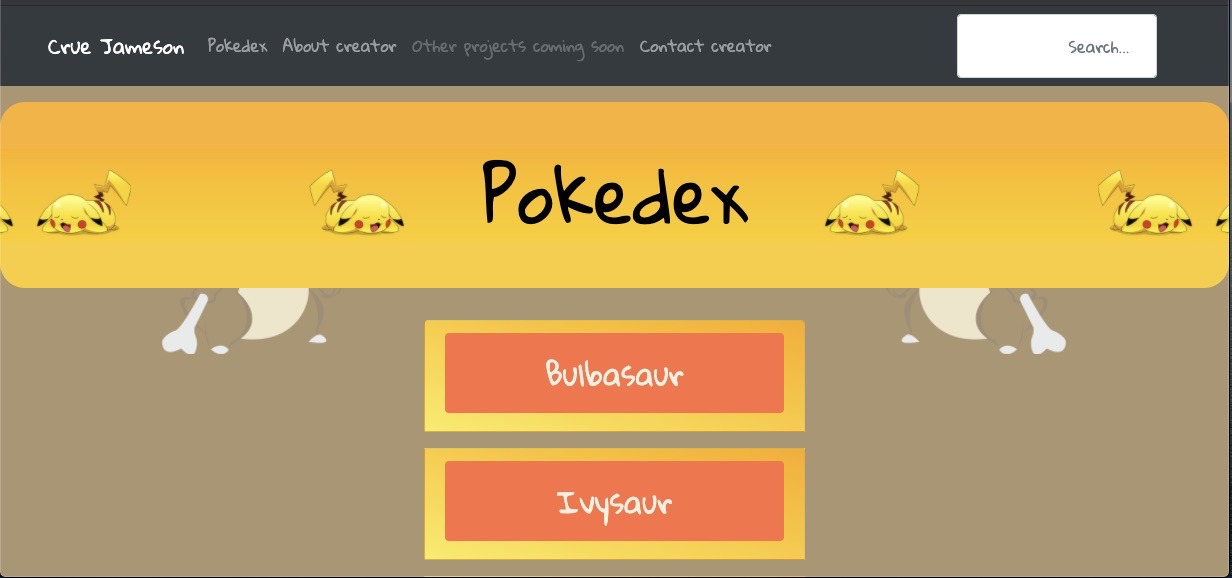 Crue Jameson Pokedex About creator Other projects coming soon Contact creator Search...
Pokedex
Bulbasaur
Ivysaur